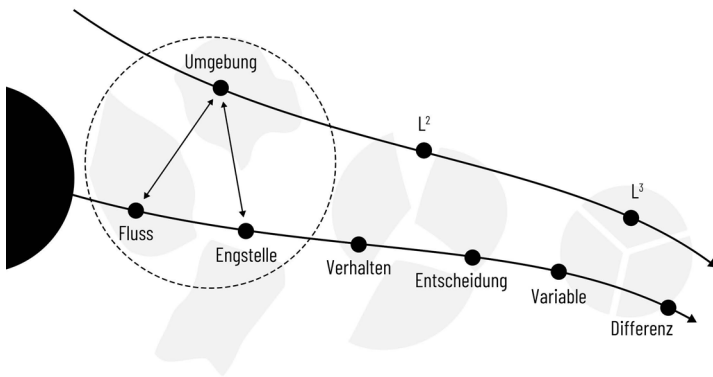 Umgebung
L²
L³
Fluss
Engstelle
Verhalten
Entscheidung
Variable
Differenz